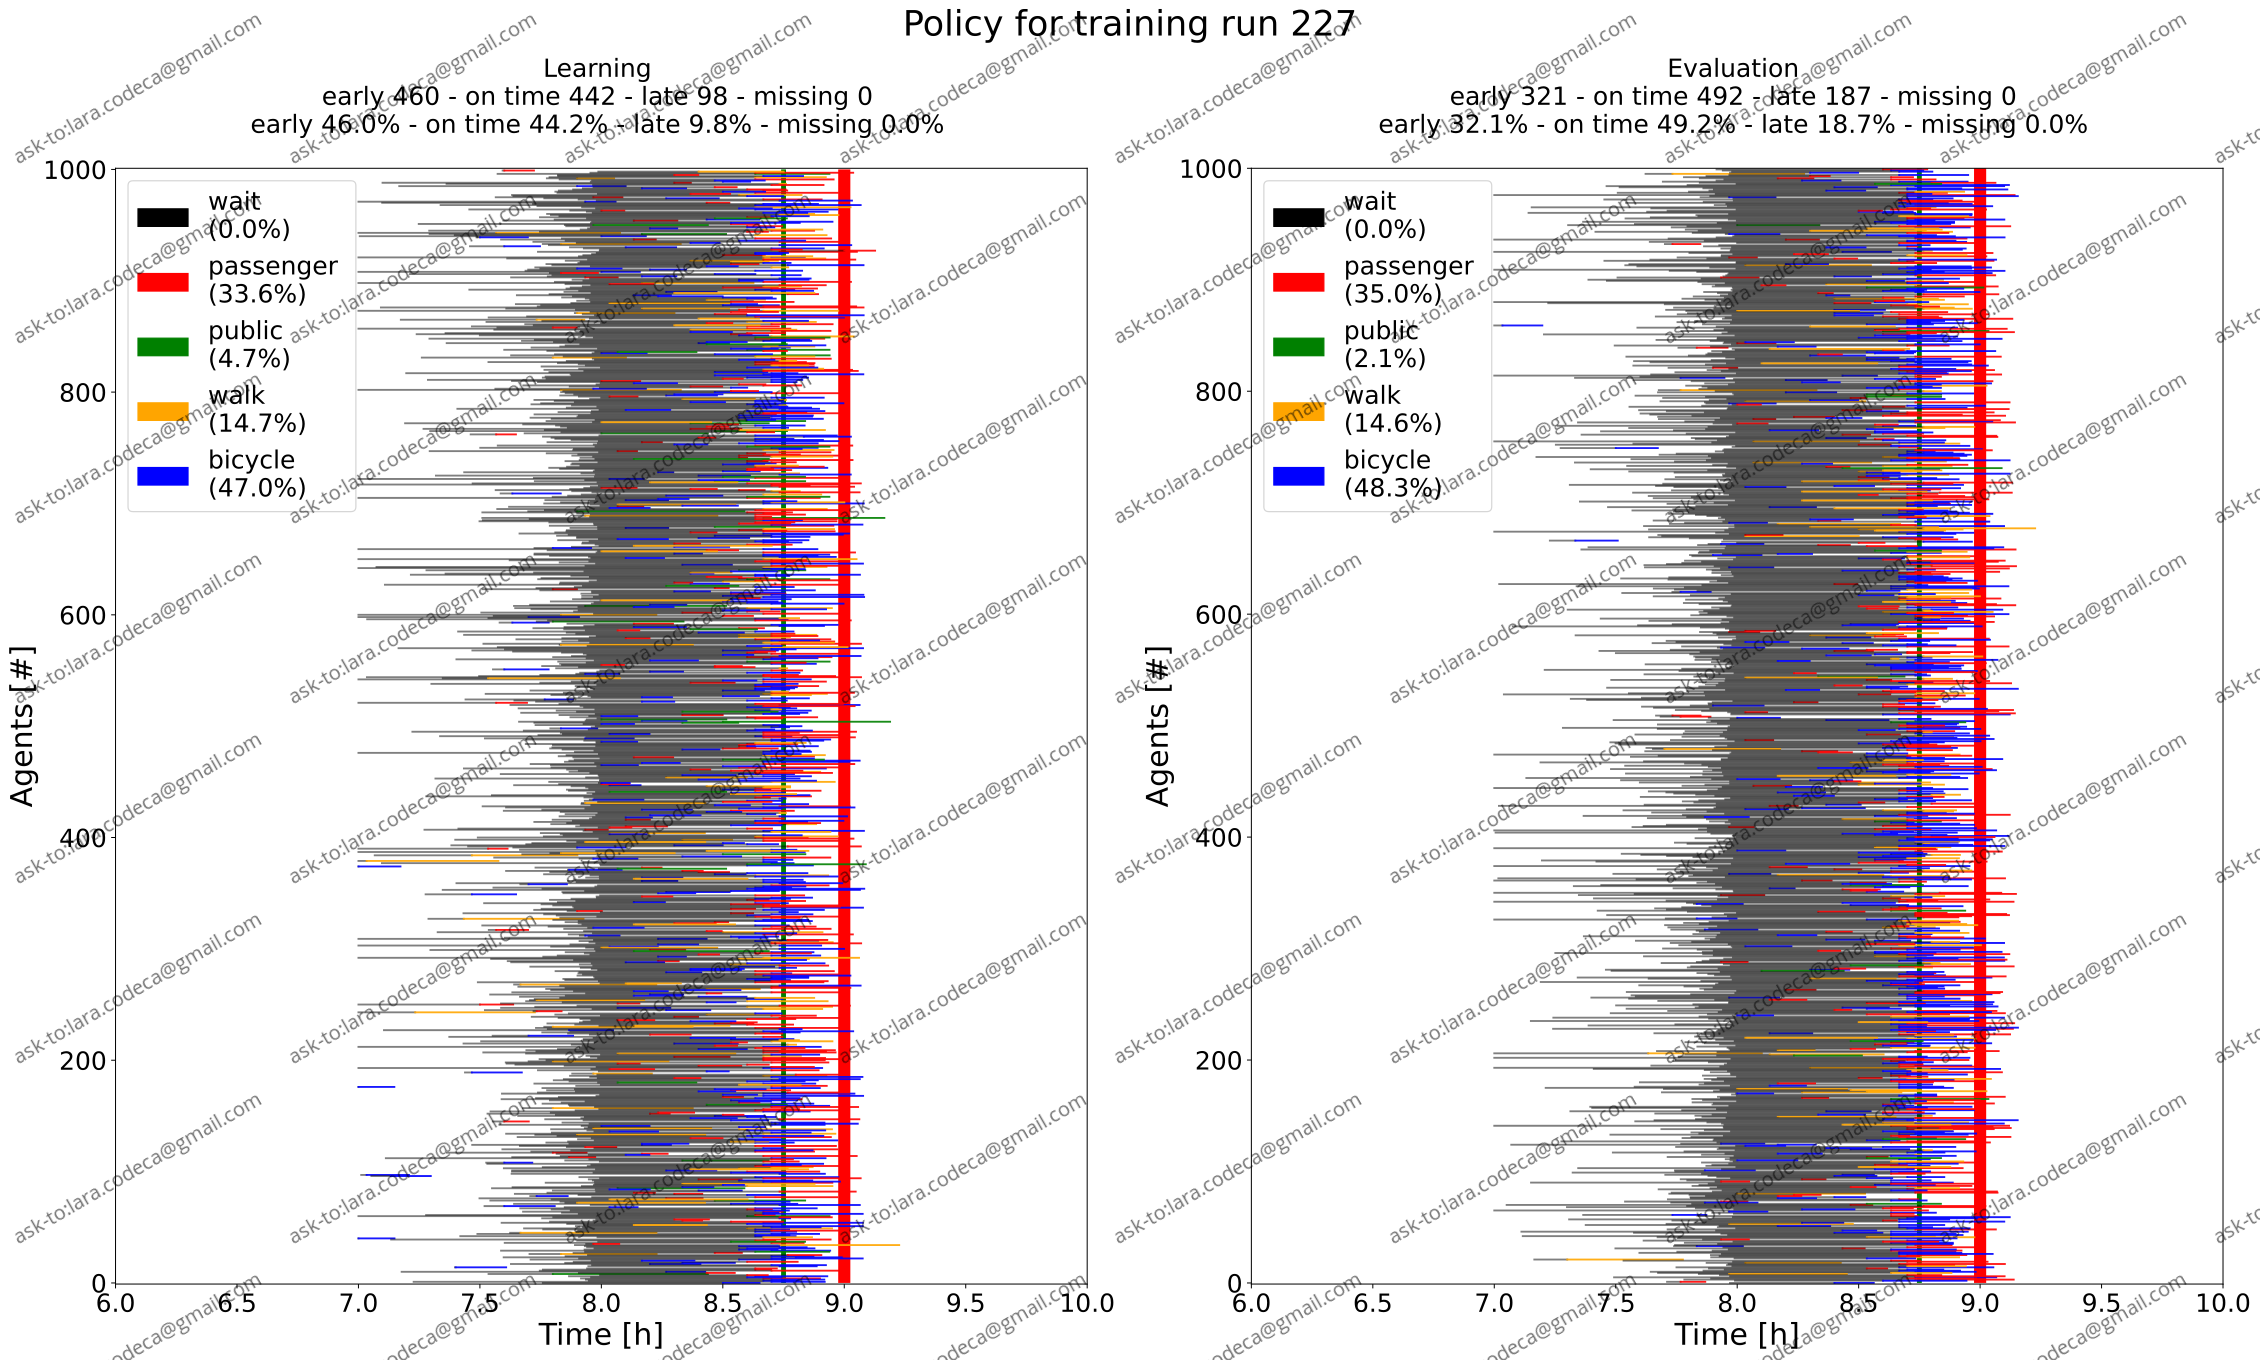 Policy for training run 227
Learning
early 460 - on time 442 - late 98 - missing 0
early 46.0% - on time 44.2% - late 9.8% - missing 0.0%
1000
800
600
400
200
0
Agents [#]
wait
(0.0%)
passenger
(33.6%)
public
(4.7%)
walk
(14.7%)
bicycle
(47.0%)
6.0 6.5 7.0 7.5 8.0 8.5 9.0 9.5 10.0
Time [h]
Evaluation
early 321 - on time 492 - late 187 - missing 0
early 32.1% - on time 49.2% - late 18.7% - missing 0.0%
1000
800
600
400
200
0
Agents [#]
wait
(0.0%)
passenger
(35.0%)
public
(2.1%)
walk
(14.6%)
bicycle
(48.3%)
6.0 6.5 7.0 7.5 8.0 8.5 9.0 9.5 10.0
Time [h]
ask-to:lara.codeca@gmail.com